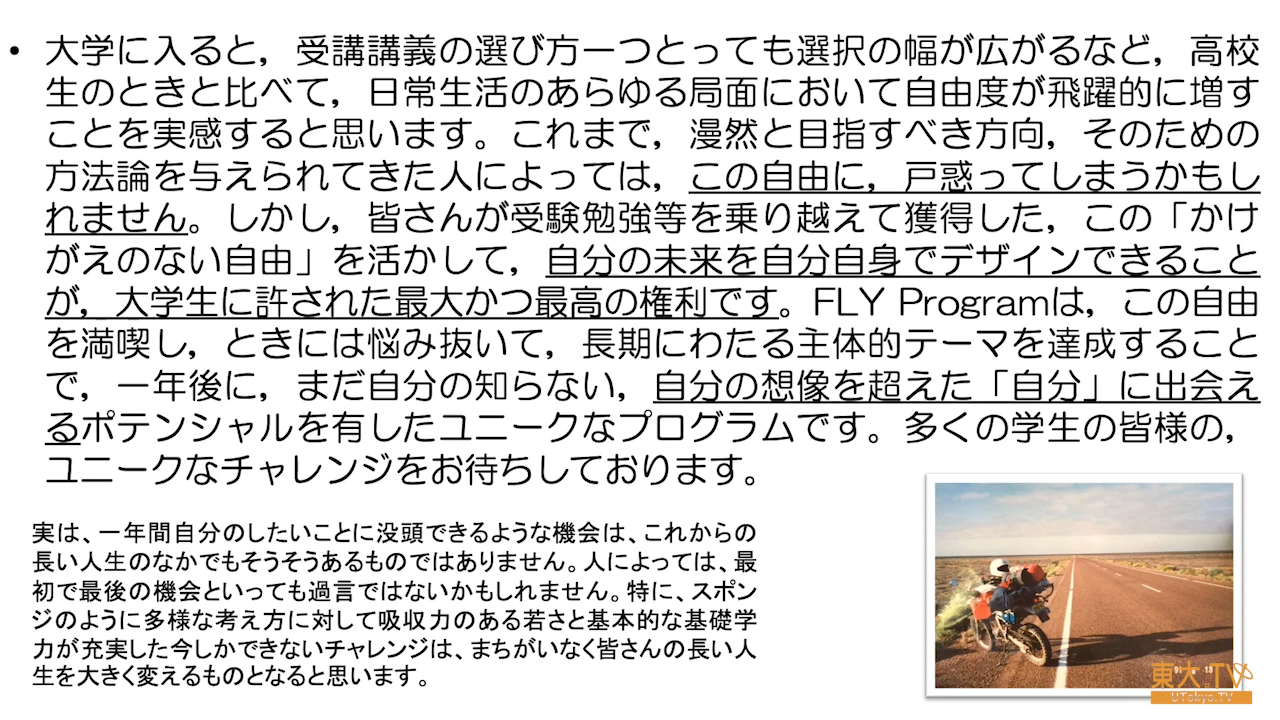 • 大学に入ると，受講講義の選び方一つとっても選択の幅が広がるなど，高校
生のときと比べて，日常生活のあらゆる局面において自由度が飛躍的に増す
ことを実感すると思います。これまで，漫然と目指すべき方向，そのための
方法論を与えられてきた人によっては，この自由に，戸惑ってしまうかもし
れません。しかし，皆さんが受験勉強等を乗り越えて獲得した，この「かけ
がえのない自由」を活かして，自分の未来を自分自身でデザインできること
が，大学生に許された最大かつ最高の権利です。FLY Programは，この自由
を満喫し，ときには悩み抜いて，長期にわたる主体的テーマを達成すること
で，一年後に，まだ自分の知らない，自分の想像を超えた「自分」に出会え
るポテンシャルを有したユニークなプログラムです。多くの学生の皆様の，
ユニークなチャレンジをお待ちしております。
実は、一年間自分のしたいことに没頭できるような機会は、これからの
長い人生のなかでもそうそうあるものではありません。人によっては、最
初で最後の機会といっても過言ではないかもしれません。特に、スポン
ジのように多様な考え方に対して吸収力のある若さと基本的な基礎学
力が充実した今しかできないチャレンジは、まちがいなく皆さんの長い人
生を大きく変えるものとなると思います。
東大TV
UTokyo.TV